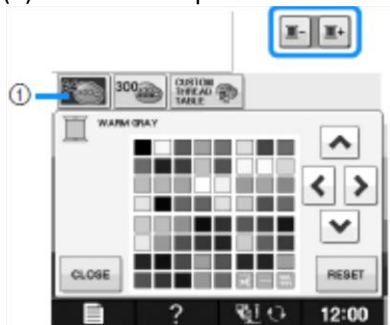 ①
300
CUSTOM
THREAD
TABLE
WARM GRAY
CLOSE
RESET
?
12:00